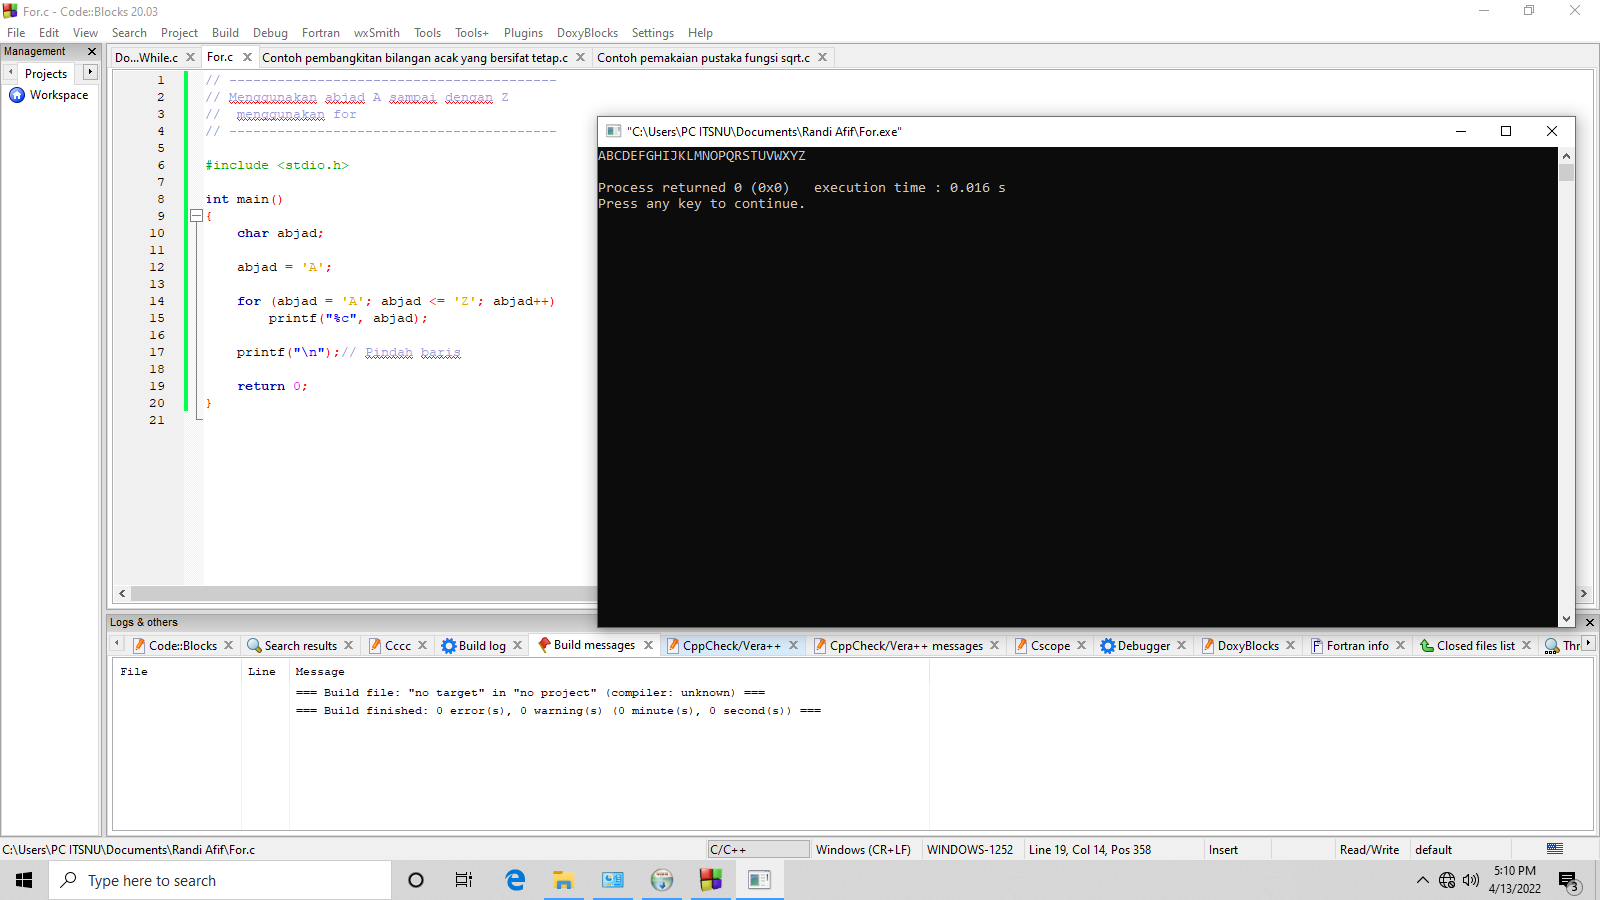 For.c - Code::Blocks 20.03
File Edit View Search Project Build Debug Fortran wxSmith Tools Tools+ Plugins DoxyBlocks Settings Help
Management
Projects
Workspace
Do...While.c For.c Contoh pembangkitan bilangan acak yang bersifat tetap.c Contoh pemakaian pustaka fungsi sqrt.c
1 // ------------------------------------------
2 // Menggunakan abjad A sampai dengan Z
3 //  menggunakan for
4 // ------------------------------------------
5
6 #include <stdio.h>
7
8 int main()
9 {
10     char abjad;
11
12     abjad = 'A';
13
14     for (abjad = 'A'; abjad <= 'Z'; abjad++)
15         printf("%c", abjad);
16
17     printf("\n");// Pindah baris
18
19     return 0;
20 }
21
"C:\Users\PC ITSNU\Documents\Randi Afif\For.exe"
ABCDEFGHIJKLMNOPQRSTUVWXYZ
Process returned 0 (0x0)   execution time : 0.016 s
Press any key to continue.
Logs & others
Code::Blocks Search results Cccc Build log Build messages CppCheck/Vera++ CppCheck/Vera++ messages Cscope Debugger DoxyBlocks Fortran info Closed files list Thr
File Line Message
=== Build file: "no target" in "no project" (compiler: unknown) ===
=== Build finished: 0 error(s), 0 warning(s) (0 minute(s), 0 second(s)) ===
C:\Users\PC ITSNU\Documents\Randi Afif\For.c C/C++ Windows (CR+LF) WINDOWS-1252 Line 19, Col 14, Pos 358 Insert Read/Write default
Type here to search
5:10 PM
4/13/2022
3